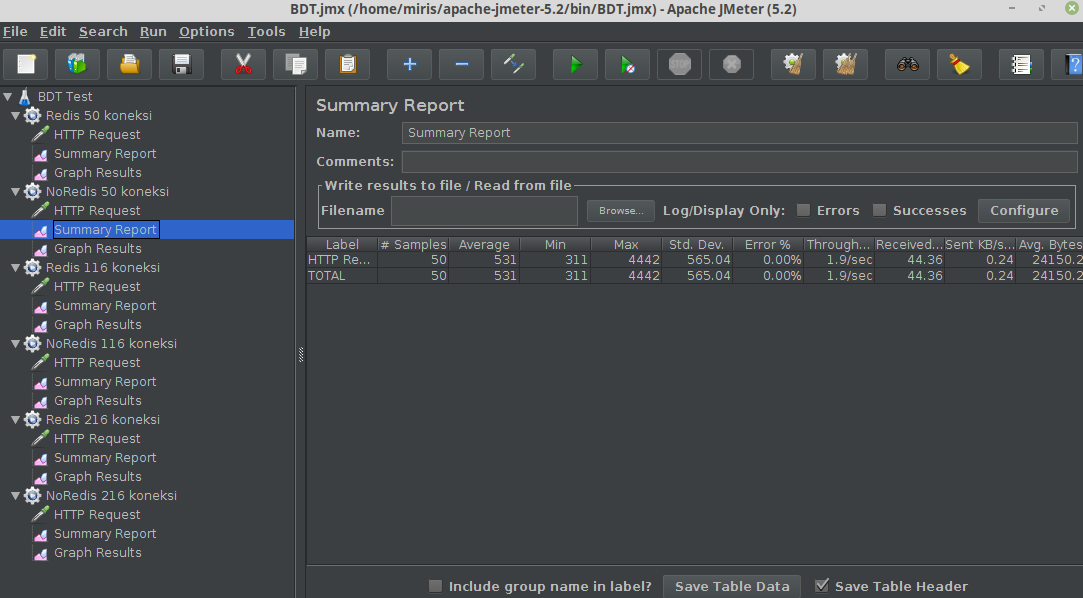 BDT.jmx (/home/miris/apache-jmeter-5.2/bin/BDT.jmx) - Apache JMeter (5.2)
File Edit Search Run Options Tools Help
STOP
?
BDT Test
Redis 50 koneksi
HTTP Request
Summary Report
Graph Results
NoRedis 50 koneksi
HTTP Request
Summary Report
Graph Results
Redis 116 koneksi
HTTP Request
Summary Report
Graph Results
NoRedis 116 koneksi
HTTP Request
Summary Report
Graph Results
Redis 216 koneksi
HTTP Request
Summary Report
Graph Results
NoRedis 216 koneksi
HTTP Request
Summary Report
Graph Results
Summary Report
Name: Summary Report
Comments:
Write results to file / Read from file
Filename Browse... Log/Display Only: Errors Successes Configure
Label # Samples Average Min Max Std. Dev. Error % Through... Received... Sent KB/s... Avg. Bytes
HTTP Re... 50 531 311 4442 565.04 0.00% 1.9/sec 44.36 0.24 24150.2
TOTAL 50 531 311 4442 565.04 0.00% 1.9/sec 44.36 0.24 24150.2
Include group name in label? Save Table Data Save Table Header